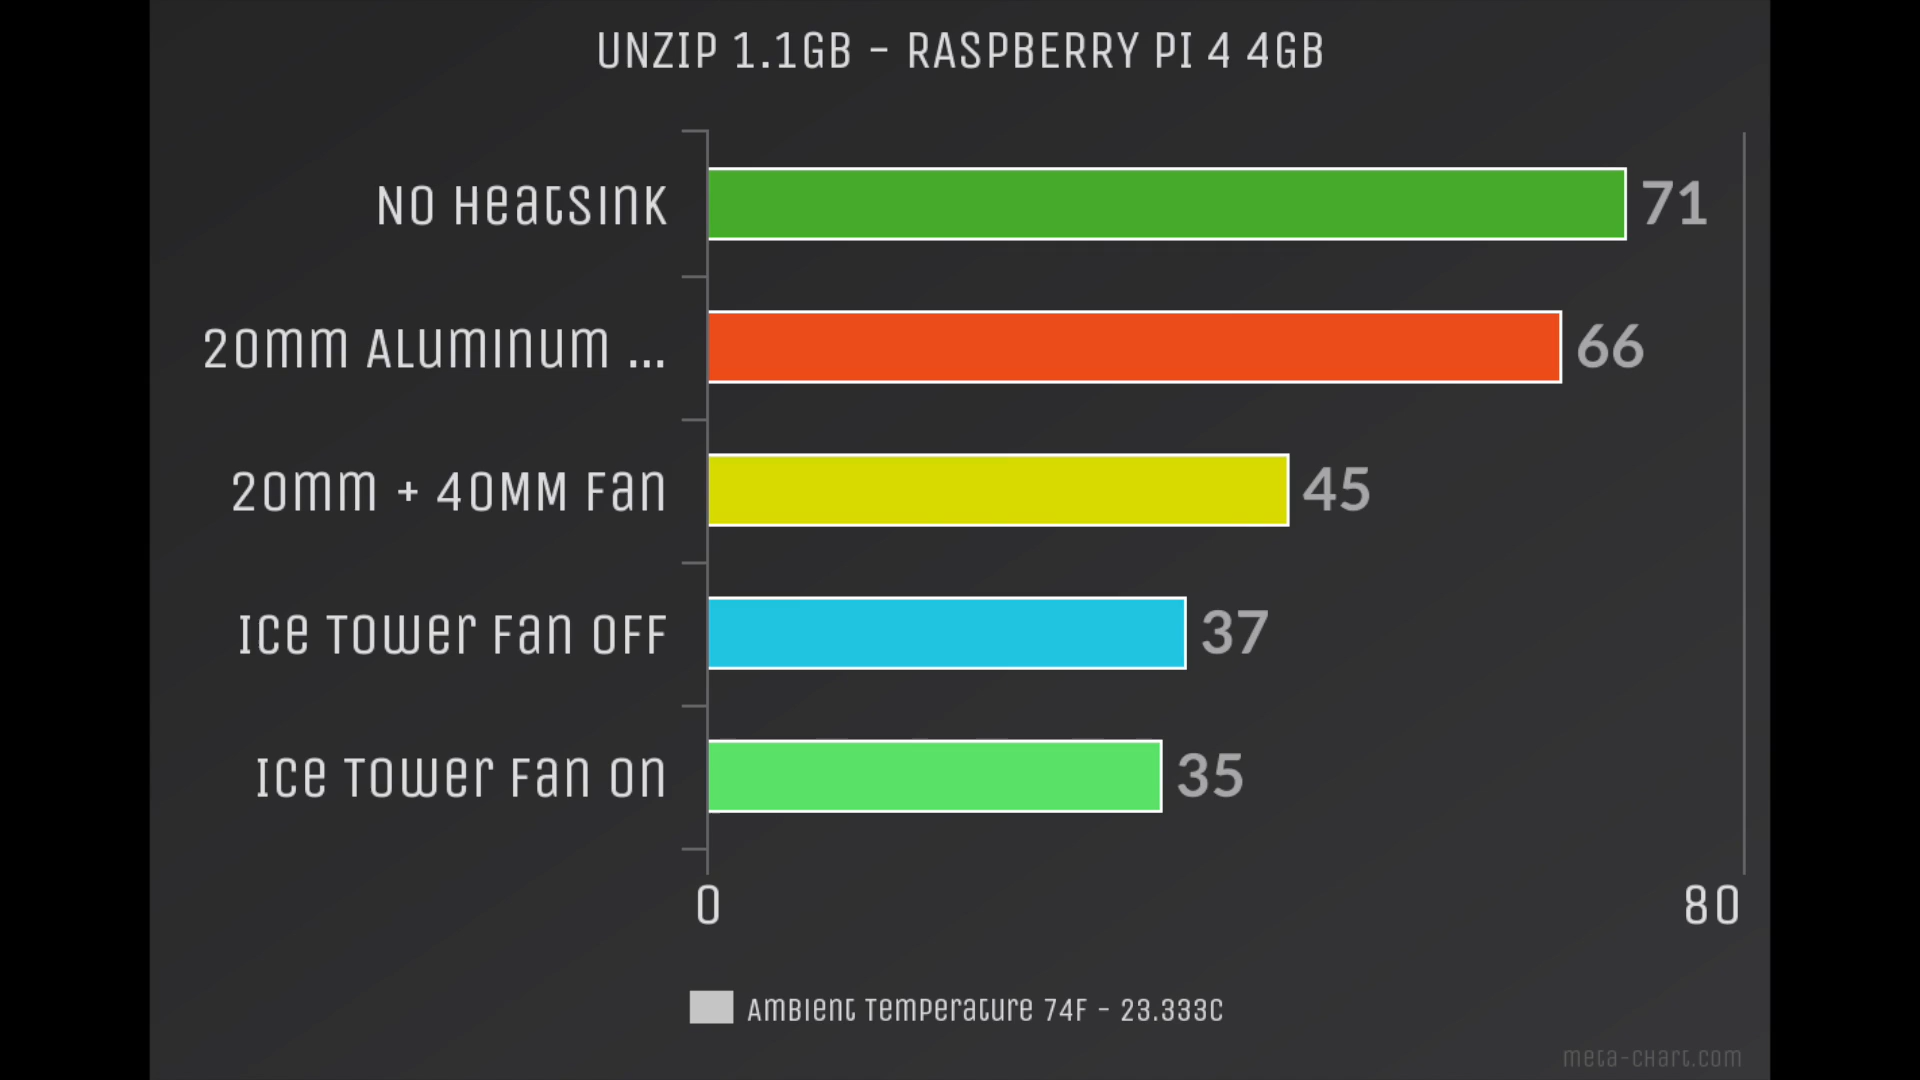 UNZIP 1.1GB - RASPBERRY PI 4 4GB
No Heatsink 71
20mm Aluminum ... 66
20mm + 40MM Fan 45
Ice Tower Fan OFF 37
Ice Tower Fan On 35
0 80
Ambient Temperature 74F - 23.333C
meta-chart.com